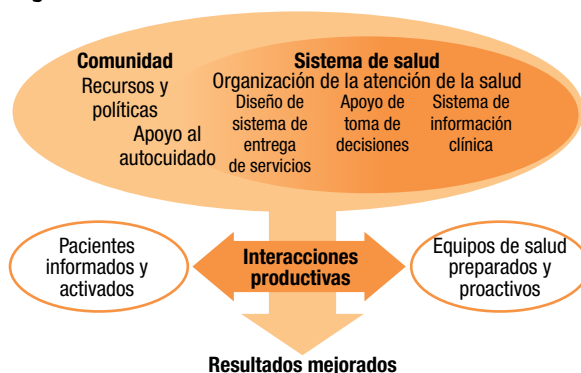 Comunidad
Recursos y
políticas
Apoyo al
autocuidado
Sistema de salud
Organización de la atención de la salud
Diseño de
sistema de
entrega
de servicios
Apoyo de
toma de
decisiones
Sistema de
información
clínica
Pacientes
informados y
activados
Interacciones
productivas
Equipos de salud
preparados y
proactivos
Resultados mejorados